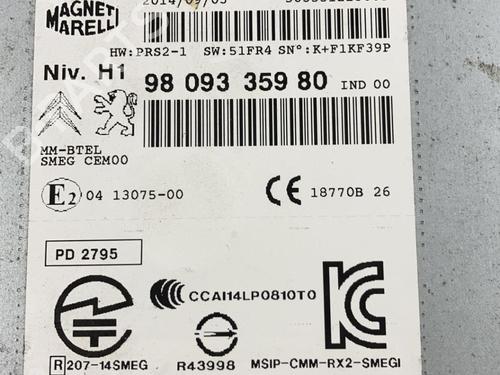 MAGNETI
MARELLI
2014/09/05
HW:PRS2-1 SW:51FR4 SN°:K+F1KF39P
Niv. H1
98 093 359 80 IND 00
MM-BTEL
SMEG CEM00
E2 04 13075-00
CE 18770B 26
PD 2795
CCAI14LP0810T0
R 207-14SMEG
R43998
MSIP-CMM-RX2-SMEGI